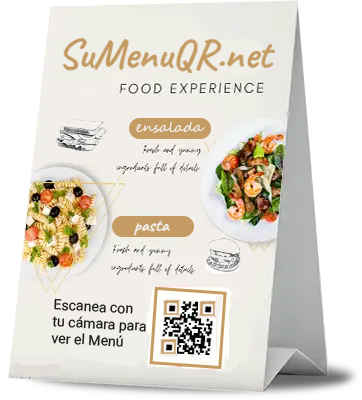 SuMenuQR.net
FOOD EXPERIENCE
ensalada
Fresh and yummy
ingredients full of details
pasta
Fresh and yummy
ingredients full of details
Escanea con
tu cámara para
ver el Menú